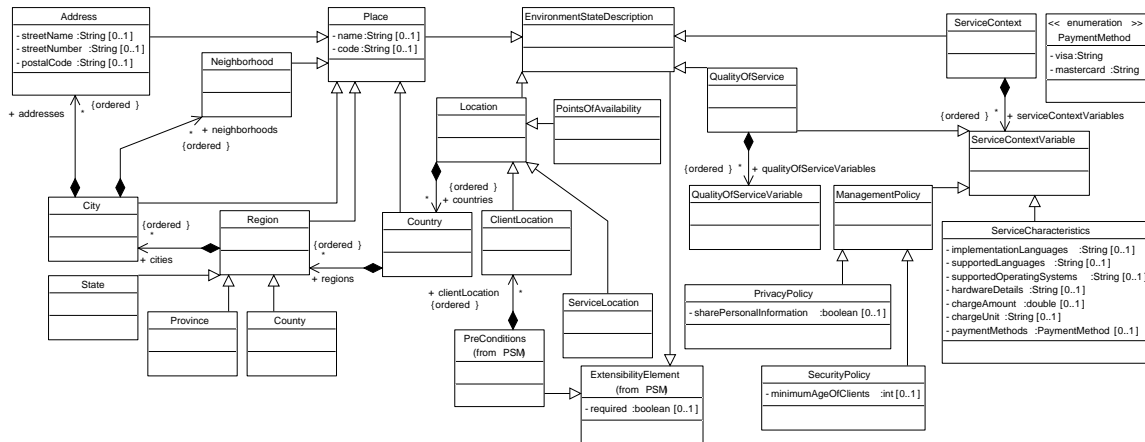 Address
- streetName :String [0..1]
- streetNumber :String [0..1]
- postalCode :String [0..1]
Place
- name:String [0..1]
- code:String [0..1]
EnvironmentStateDescription
ServiceContext
<< enumeration >>
PaymentMethod
- visa:String
- mastercard :String
Neighborhood
QualityOfService
Location
PointsOfAvailability
{ordered }
+ addresses
*
{ordered }
* + neighborhoods
{ordered }
* + serviceContextVariables
ServiceContextVariable
{ordered } *
+ qualityOfServiceVariables
{ordered }
* + countries
QualityOfServiceVariable
ManagementPolicy
City
Region
Country
ClientLocation
{ordered }
*
+ cities
{ordered }
*
+ regions
ServiceCharacteristics
- implementationLanguages :String [0..1]
- supportedLanguages :String [0..1]
- supportedOperatingSystems :String [0..1]
- hardwareDetails :String [0..1]
- chargeAmount :double [0..1]
- chargeUnit :String [0..1]
- paymentMethods :PaymentMethod [0..1]
State
+ clientLocation *
{ordered }
ServiceLocation
PrivacyPolicy
- sharePersonalInformation :boolean [0..1]
Province
County
PreConditions
(from PSM)
ExtensibilityElement
(from PSM)
- required :boolean [0..1]
SecurityPolicy
- minimumAgeOfClients :int [0..1]